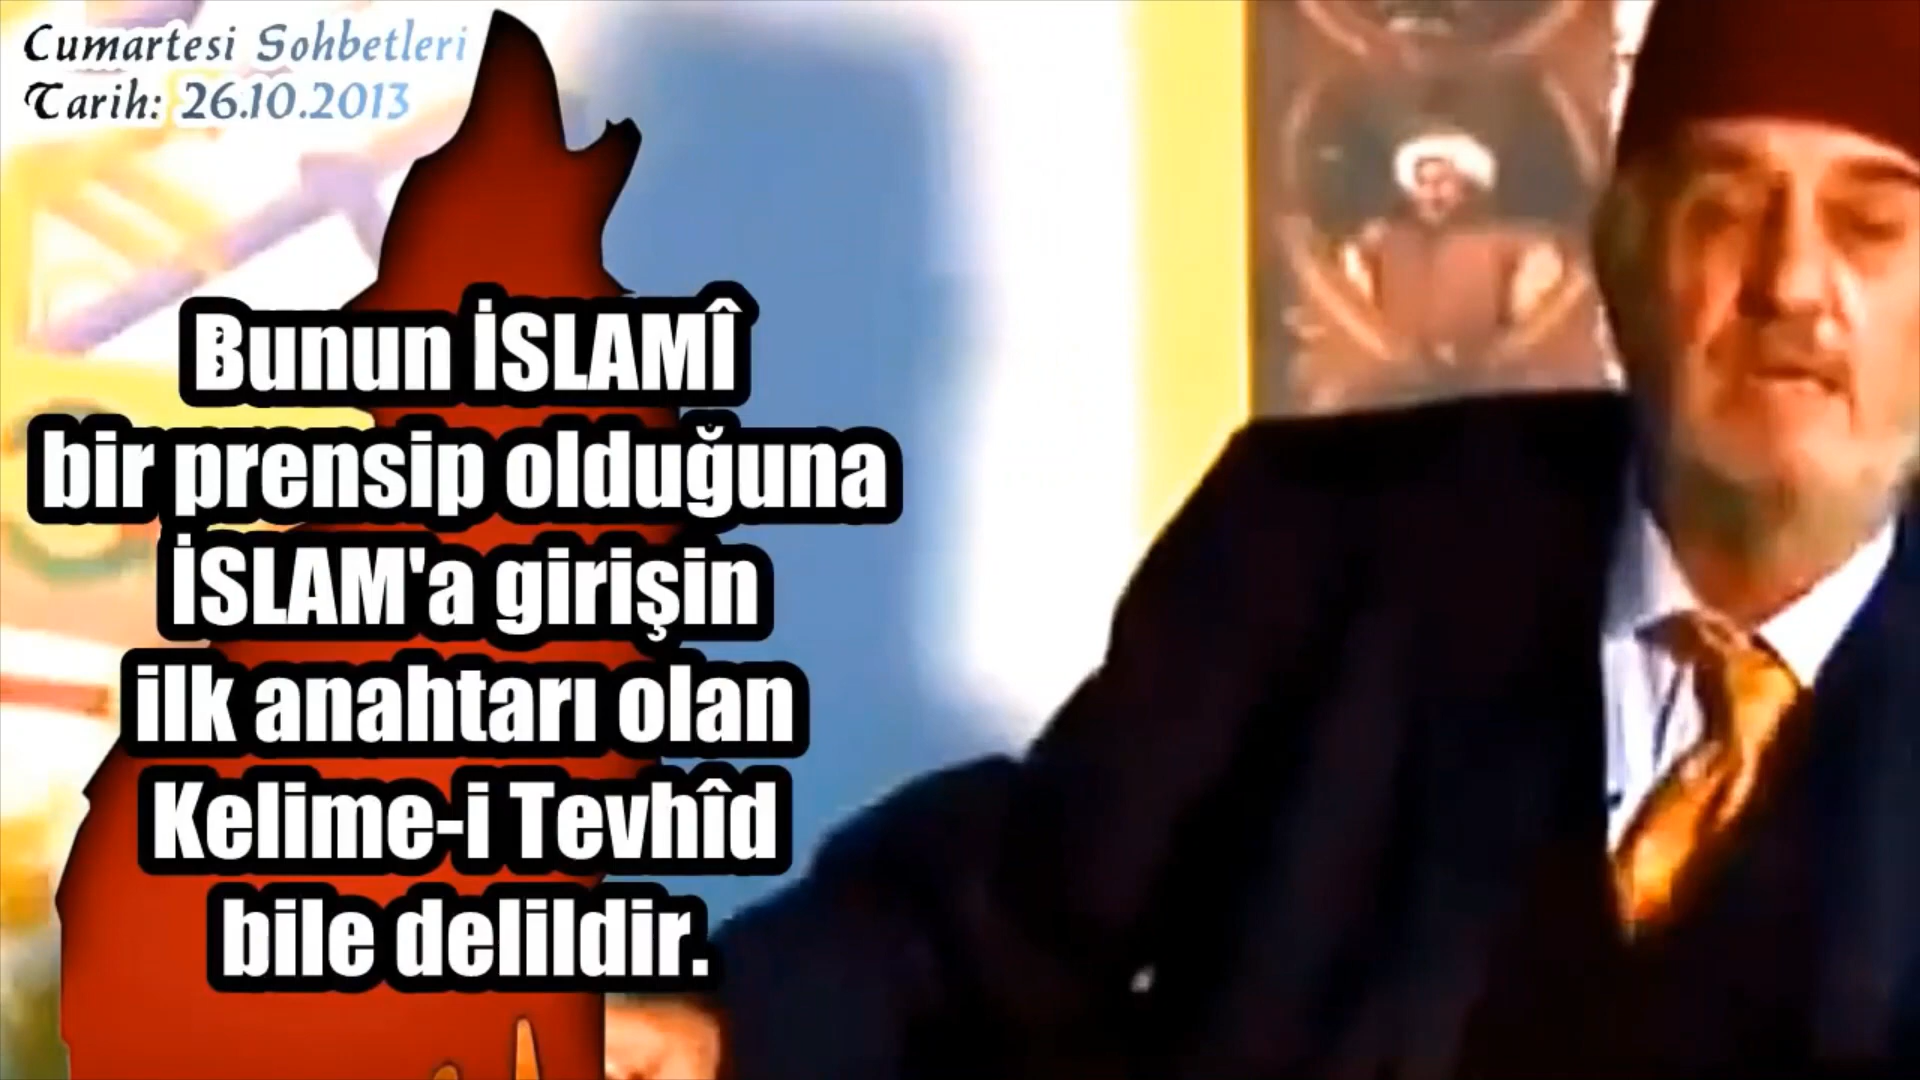 Cumartesi Sohbetleri
Tarih: 26.10.2013
Bunun İSLAMÎ
bir prensip olduğuna
İSLAM'a girişin
ilk anahtarı olan
Kelime-i Tevhîd
bile delildir.